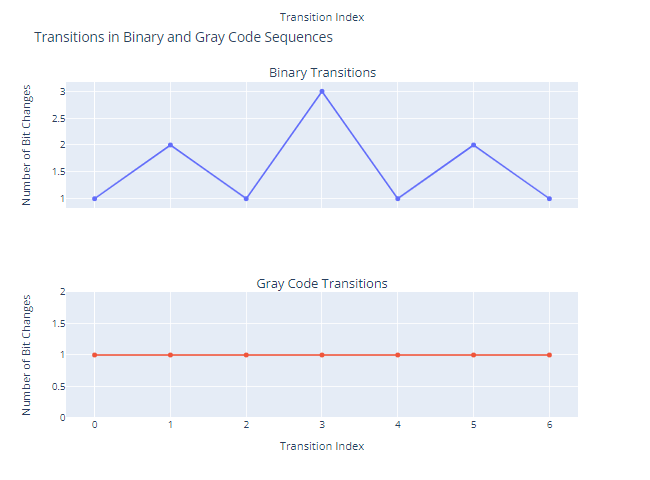 Transition Index
Transitions in Binary and Gray Code Sequences
Binary Transitions
Number of Bit Changes
3
2.5
2
1.5
1
Gray Code Transitions
Number of Bit Changes
2
1.5
1
0.5
0
0 1 2 3 4 5 6
Transition Index